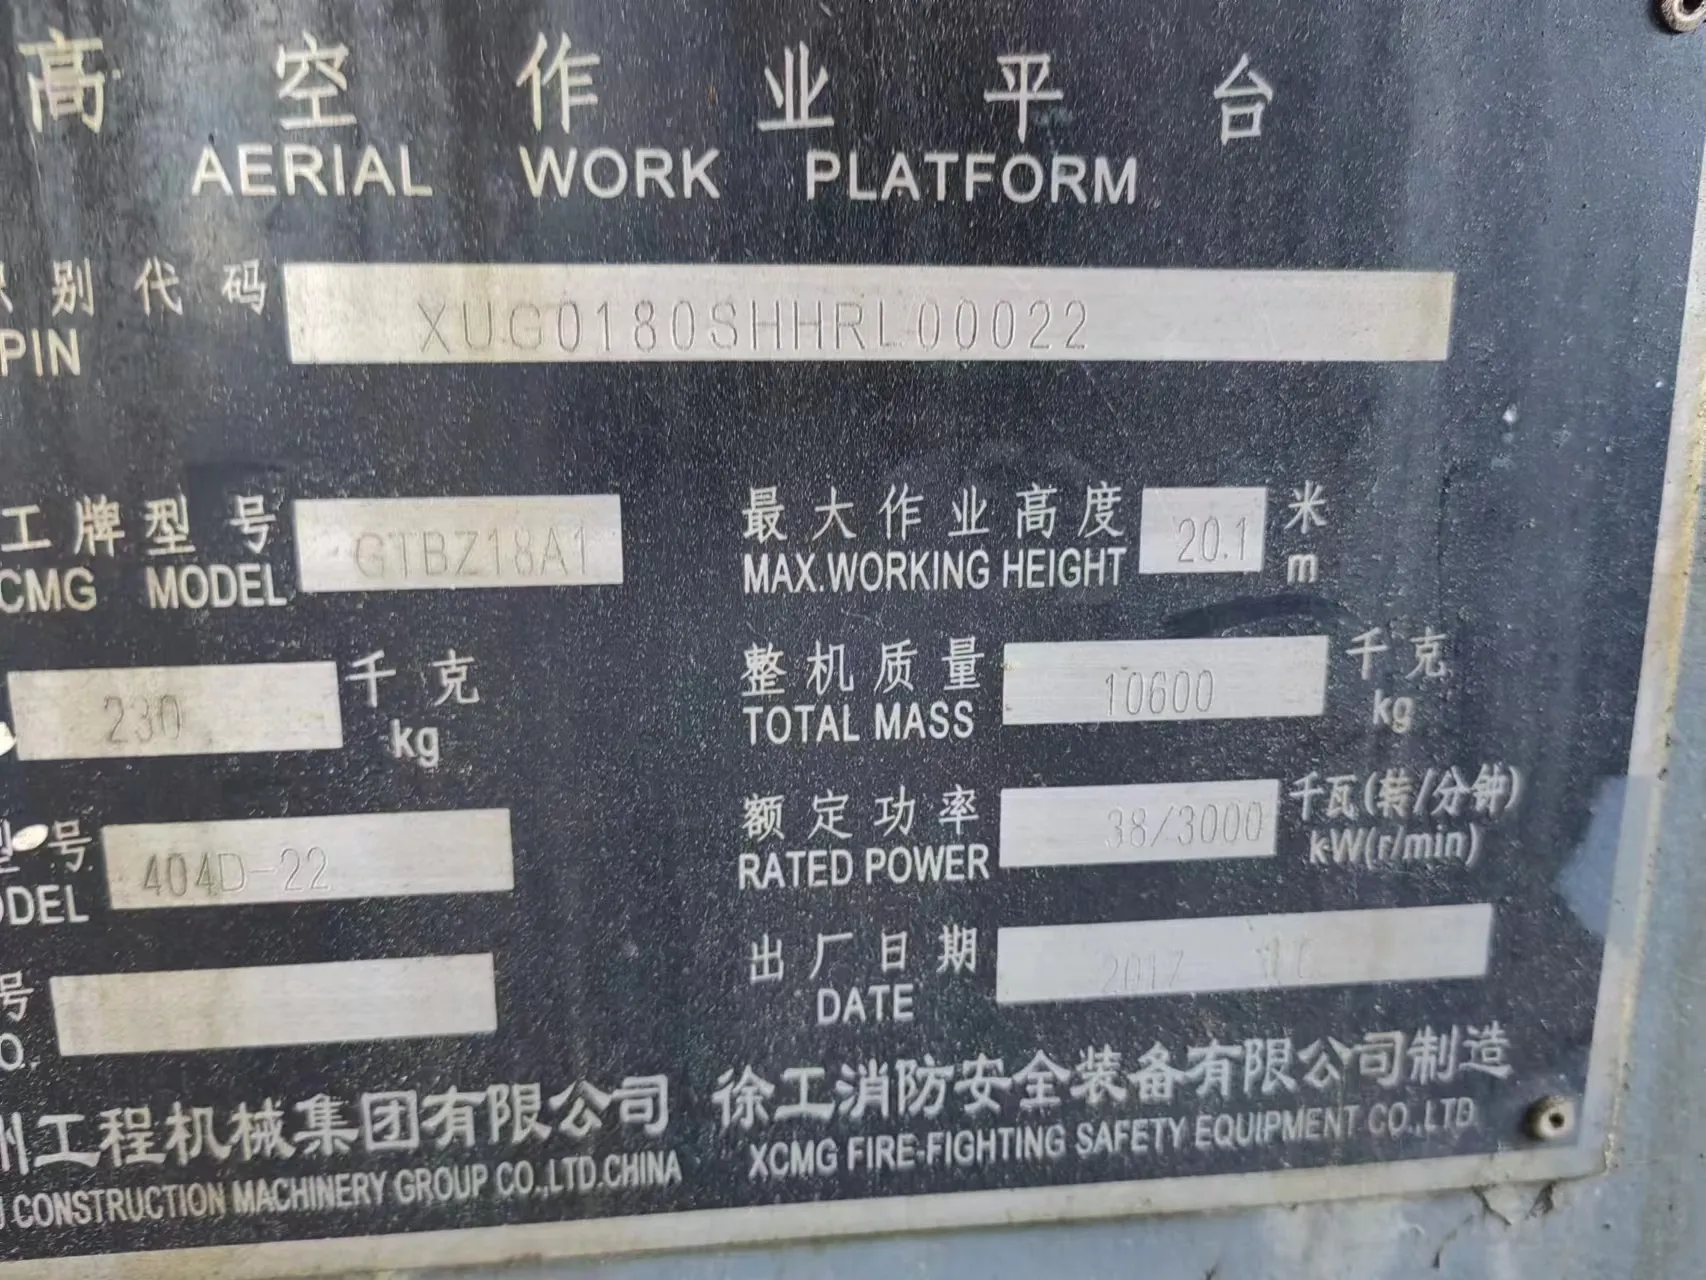 高空作业平台
AERIAL WORK PLATFORM
识别代码 XUG0180SHHRL00022
PIN
工牌型号 GTBZ18A1
CMG MODEL
最大作业高度 20.1 米
MAX.WORKING HEIGHT m
230 千克
kg
整机质量 10600 千克
TOTAL MASS kg
型号 404D-22
ODEL
额定功率 38/3000 千瓦(转/分钟)
RATED POWER kW(r/min)
号
O.
出厂日期 2017
DATE
州工程机械集团有限公司
CONSTRUCTION MACHINERY GROUP CO.,LTD.CHINA
徐工消防安全装备有限公司制造
XCMG FIRE-FIGHTING SAFETY EQUIPMENT CO.,LTD